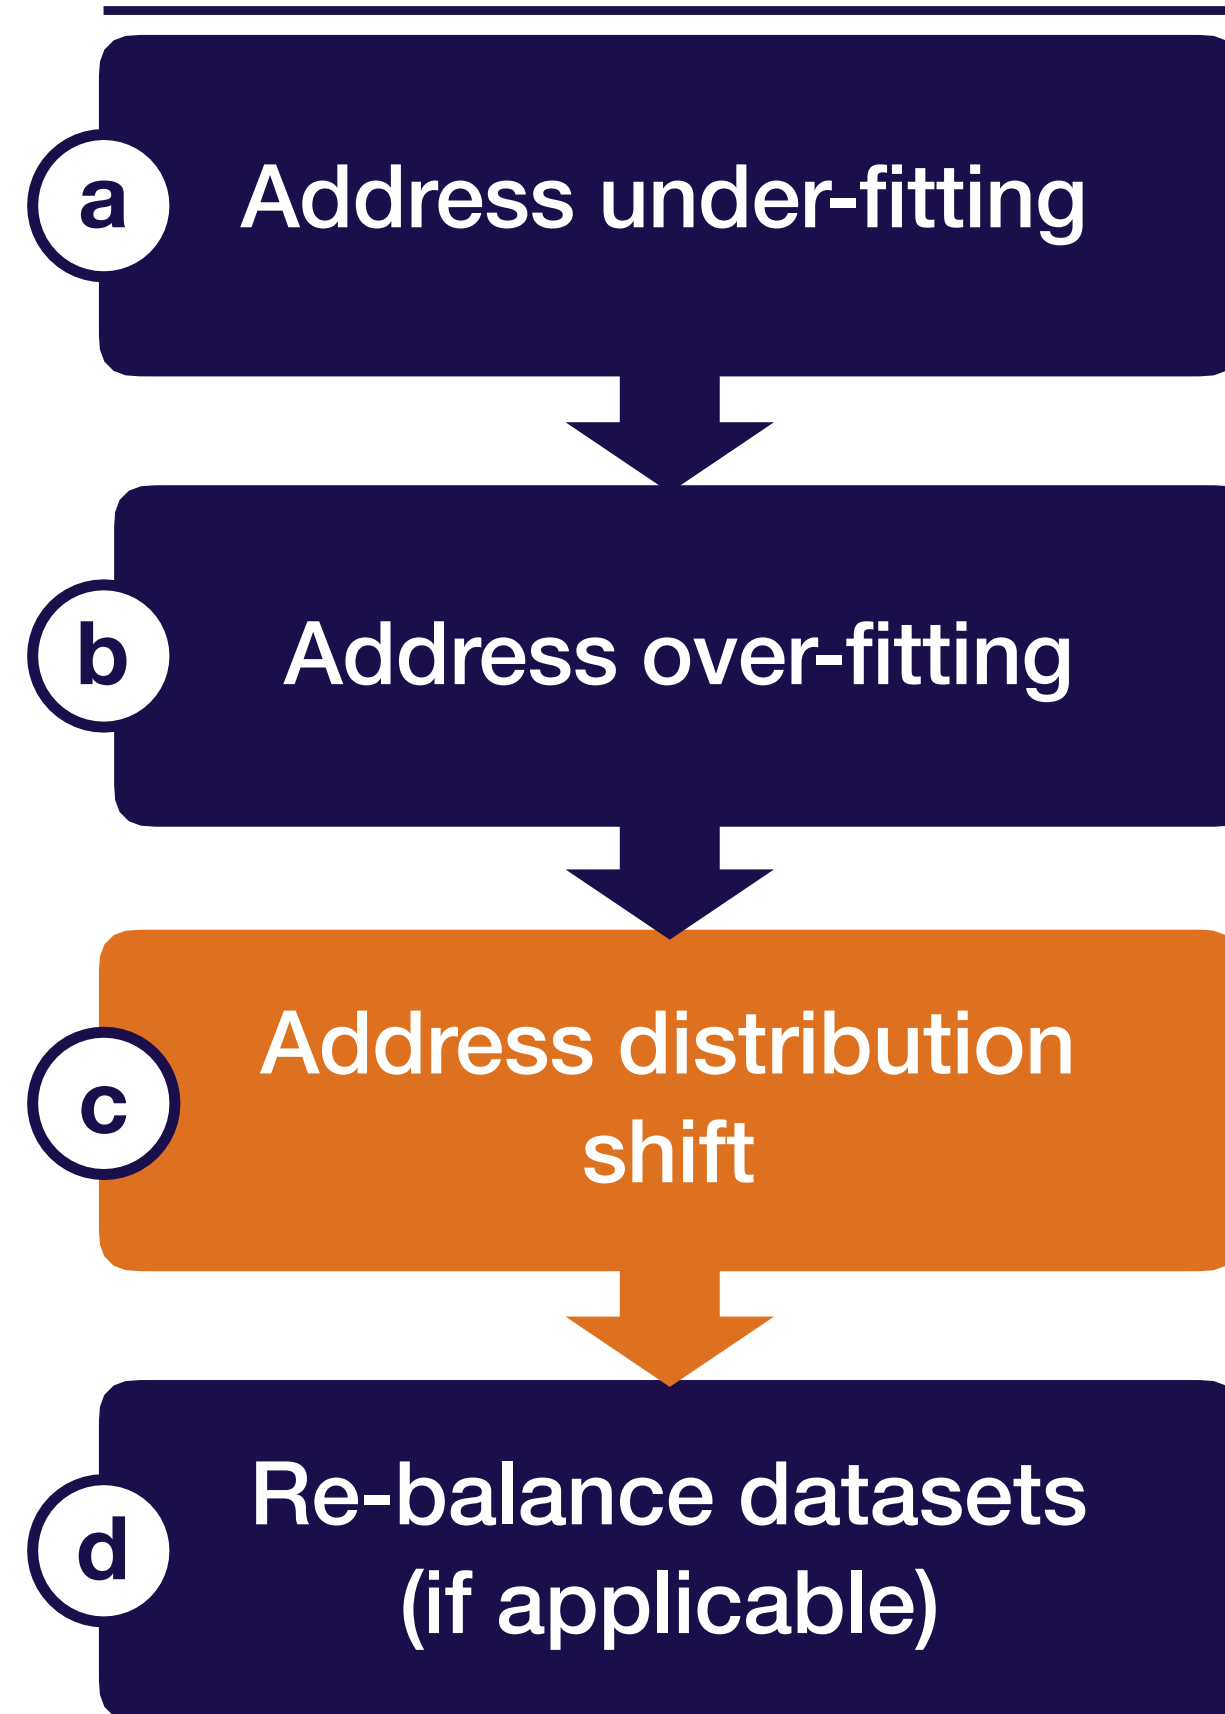 a
Address under-fitting
b
Address over-fitting
c
Address distribution
shift
d
Re-balance datasets
(if applicable)